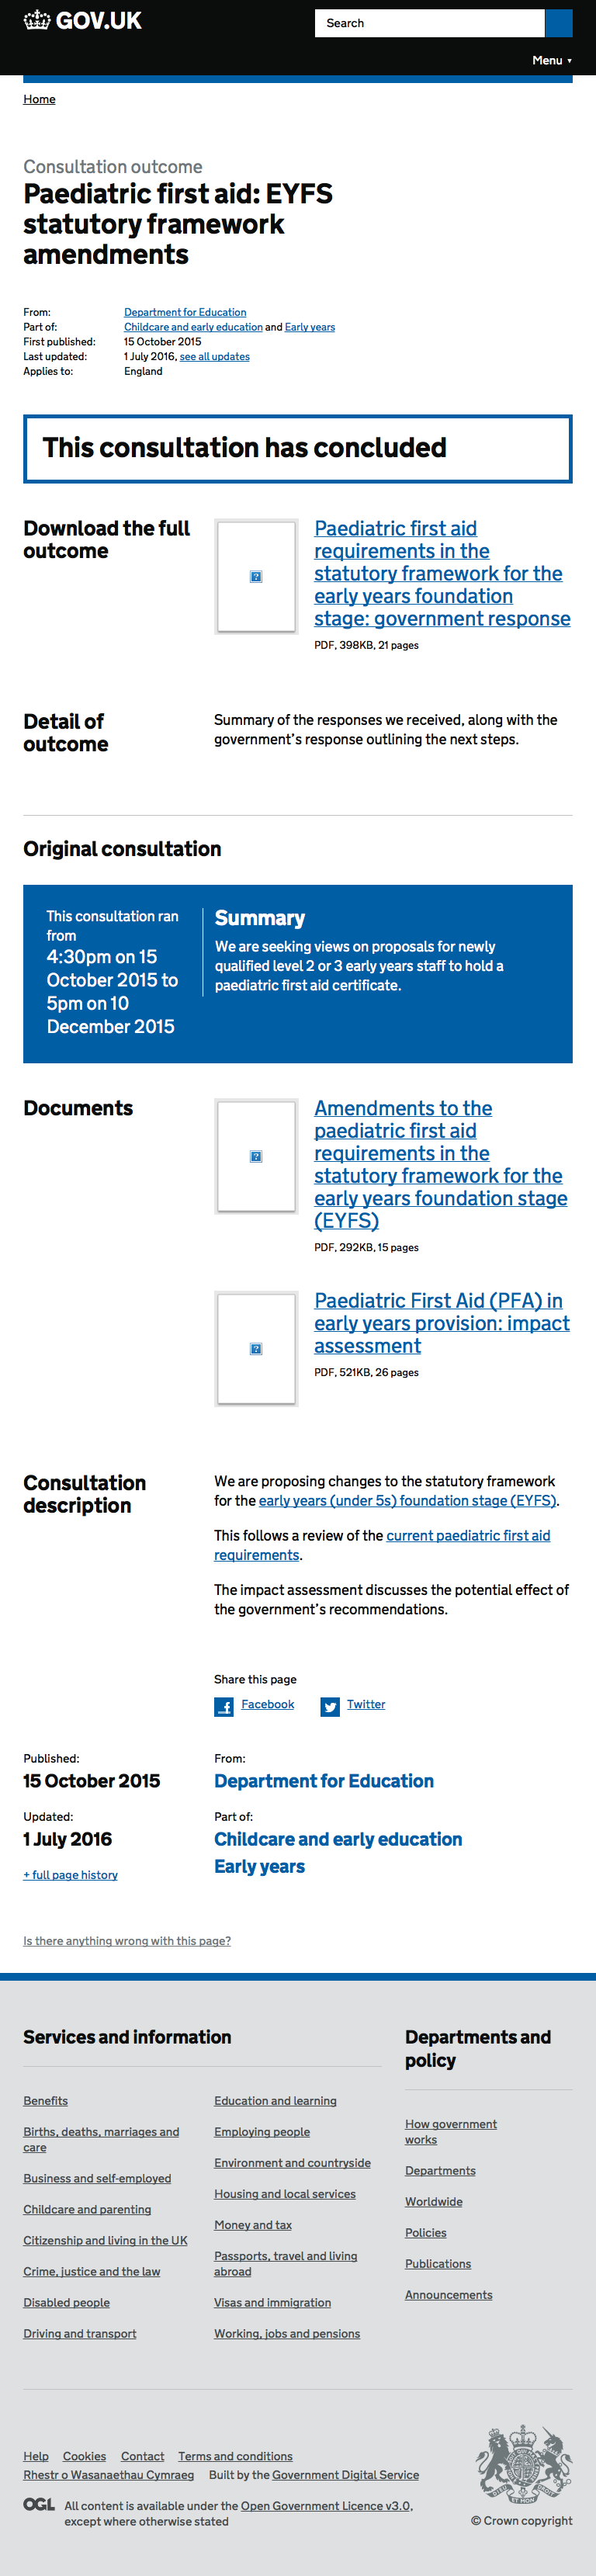 GOV.UK
Search
Menu ▼
Home
Consultation outcome
Paediatric first aid: EYFS
statutory framework
amendments
From: Department for Education
Part of: Childcare and early education and Early years
First published: 15 October 2015
Last updated: 1 July 2016, see all updates
Applies to: England
This consultation has concluded
Download the full
outcome
Paediatric first aid
requirements in the
statutory framework for the
early years foundation
stage: government response
PDF, 398KB, 21 pages
Detail of
outcome
Summary of the responses we received, along with the
government’s response outlining the next steps.
Original consultation
This consultation ran
from
4:30pm on 15
October 2015 to
5pm on 10
December 2015
Summary
We are seeking views on proposals for newly
qualified level 2 or 3 early years staff to hold a
paediatric first aid certificate.
Documents
Amendments to the
paediatric first aid
requirements in the
statutory framework for the
early years foundation stage
(EYFS)
PDF, 292KB, 15 pages
Paediatric First Aid (PFA) in
early years provision: impact
assessment
PDF, 521KB, 26 pages
Consultation
description
We are proposing changes to the statutory framework
for the early years (under 5s) foundation stage (EYFS).
This follows a review of the current paediatric first aid
requirements.
The impact assessment discusses the potential effect of
the government’s recommendations.
Share this page
Facebook
Twitter
Published:
15 October 2015
Updated:
1 July 2016
+ full page history
From:
Department for Education
Part of:
Childcare and early education
Early years
Is there anything wrong with this page?
Services and information
Benefits
Births, deaths, marriages and
care
Business and self-employed
Childcare and parenting
Citizenship and living in the UK
Crime, justice and the law
Disabled people
Driving and transport
Education and learning
Employing people
Environment and countryside
Housing and local services
Money and tax
Passports, travel and living
abroad
Visas and immigration
Working, jobs and pensions
Departments and
policy
How government
works
Departments
Worldwide
Policies
Publications
Announcements
Help Cookies Contact Terms and conditions
Rhestr o Wasanaethau Cymraeg Built by the Government Digital Service
OGL
All content is available under the Open Government Licence v3.0,
except where otherwise stated
© Crown copyright